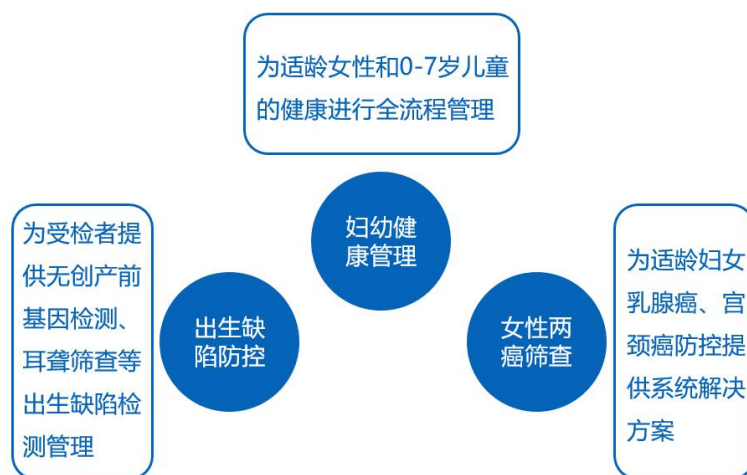 为适龄女性和0-7岁儿童
的健康进行全流程管理
妇幼健
康管理
为受检者提
供无创产前
基因检测、
耳聋筛查等
出生缺陷检
测管理
出生缺
陷防控
女性两
癌筛查
为适龄妇女
乳腺癌、宫
颈癌防控提
供系统解决
方案